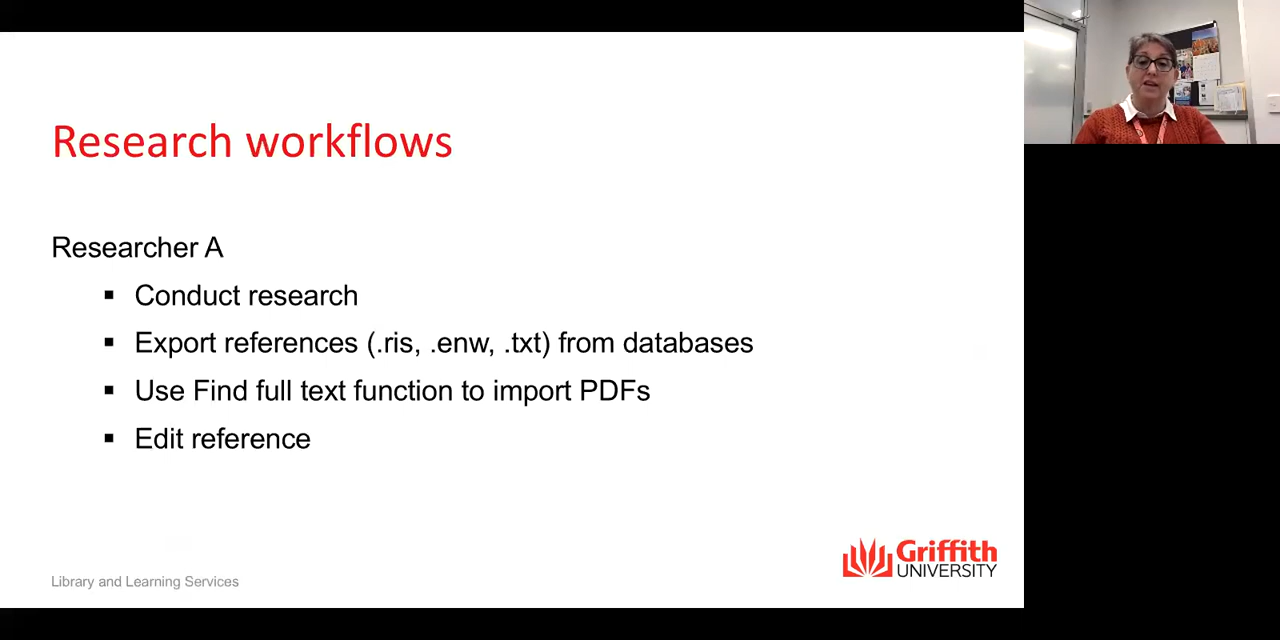 Research workflows
Researcher A
▪ Conduct research
▪ Export references (.ris, .enw, .txt) from databases
▪ Use Find full text function to import PDFs
▪ Edit reference
Griffith
UNIVERSITY
Library and Learning Services